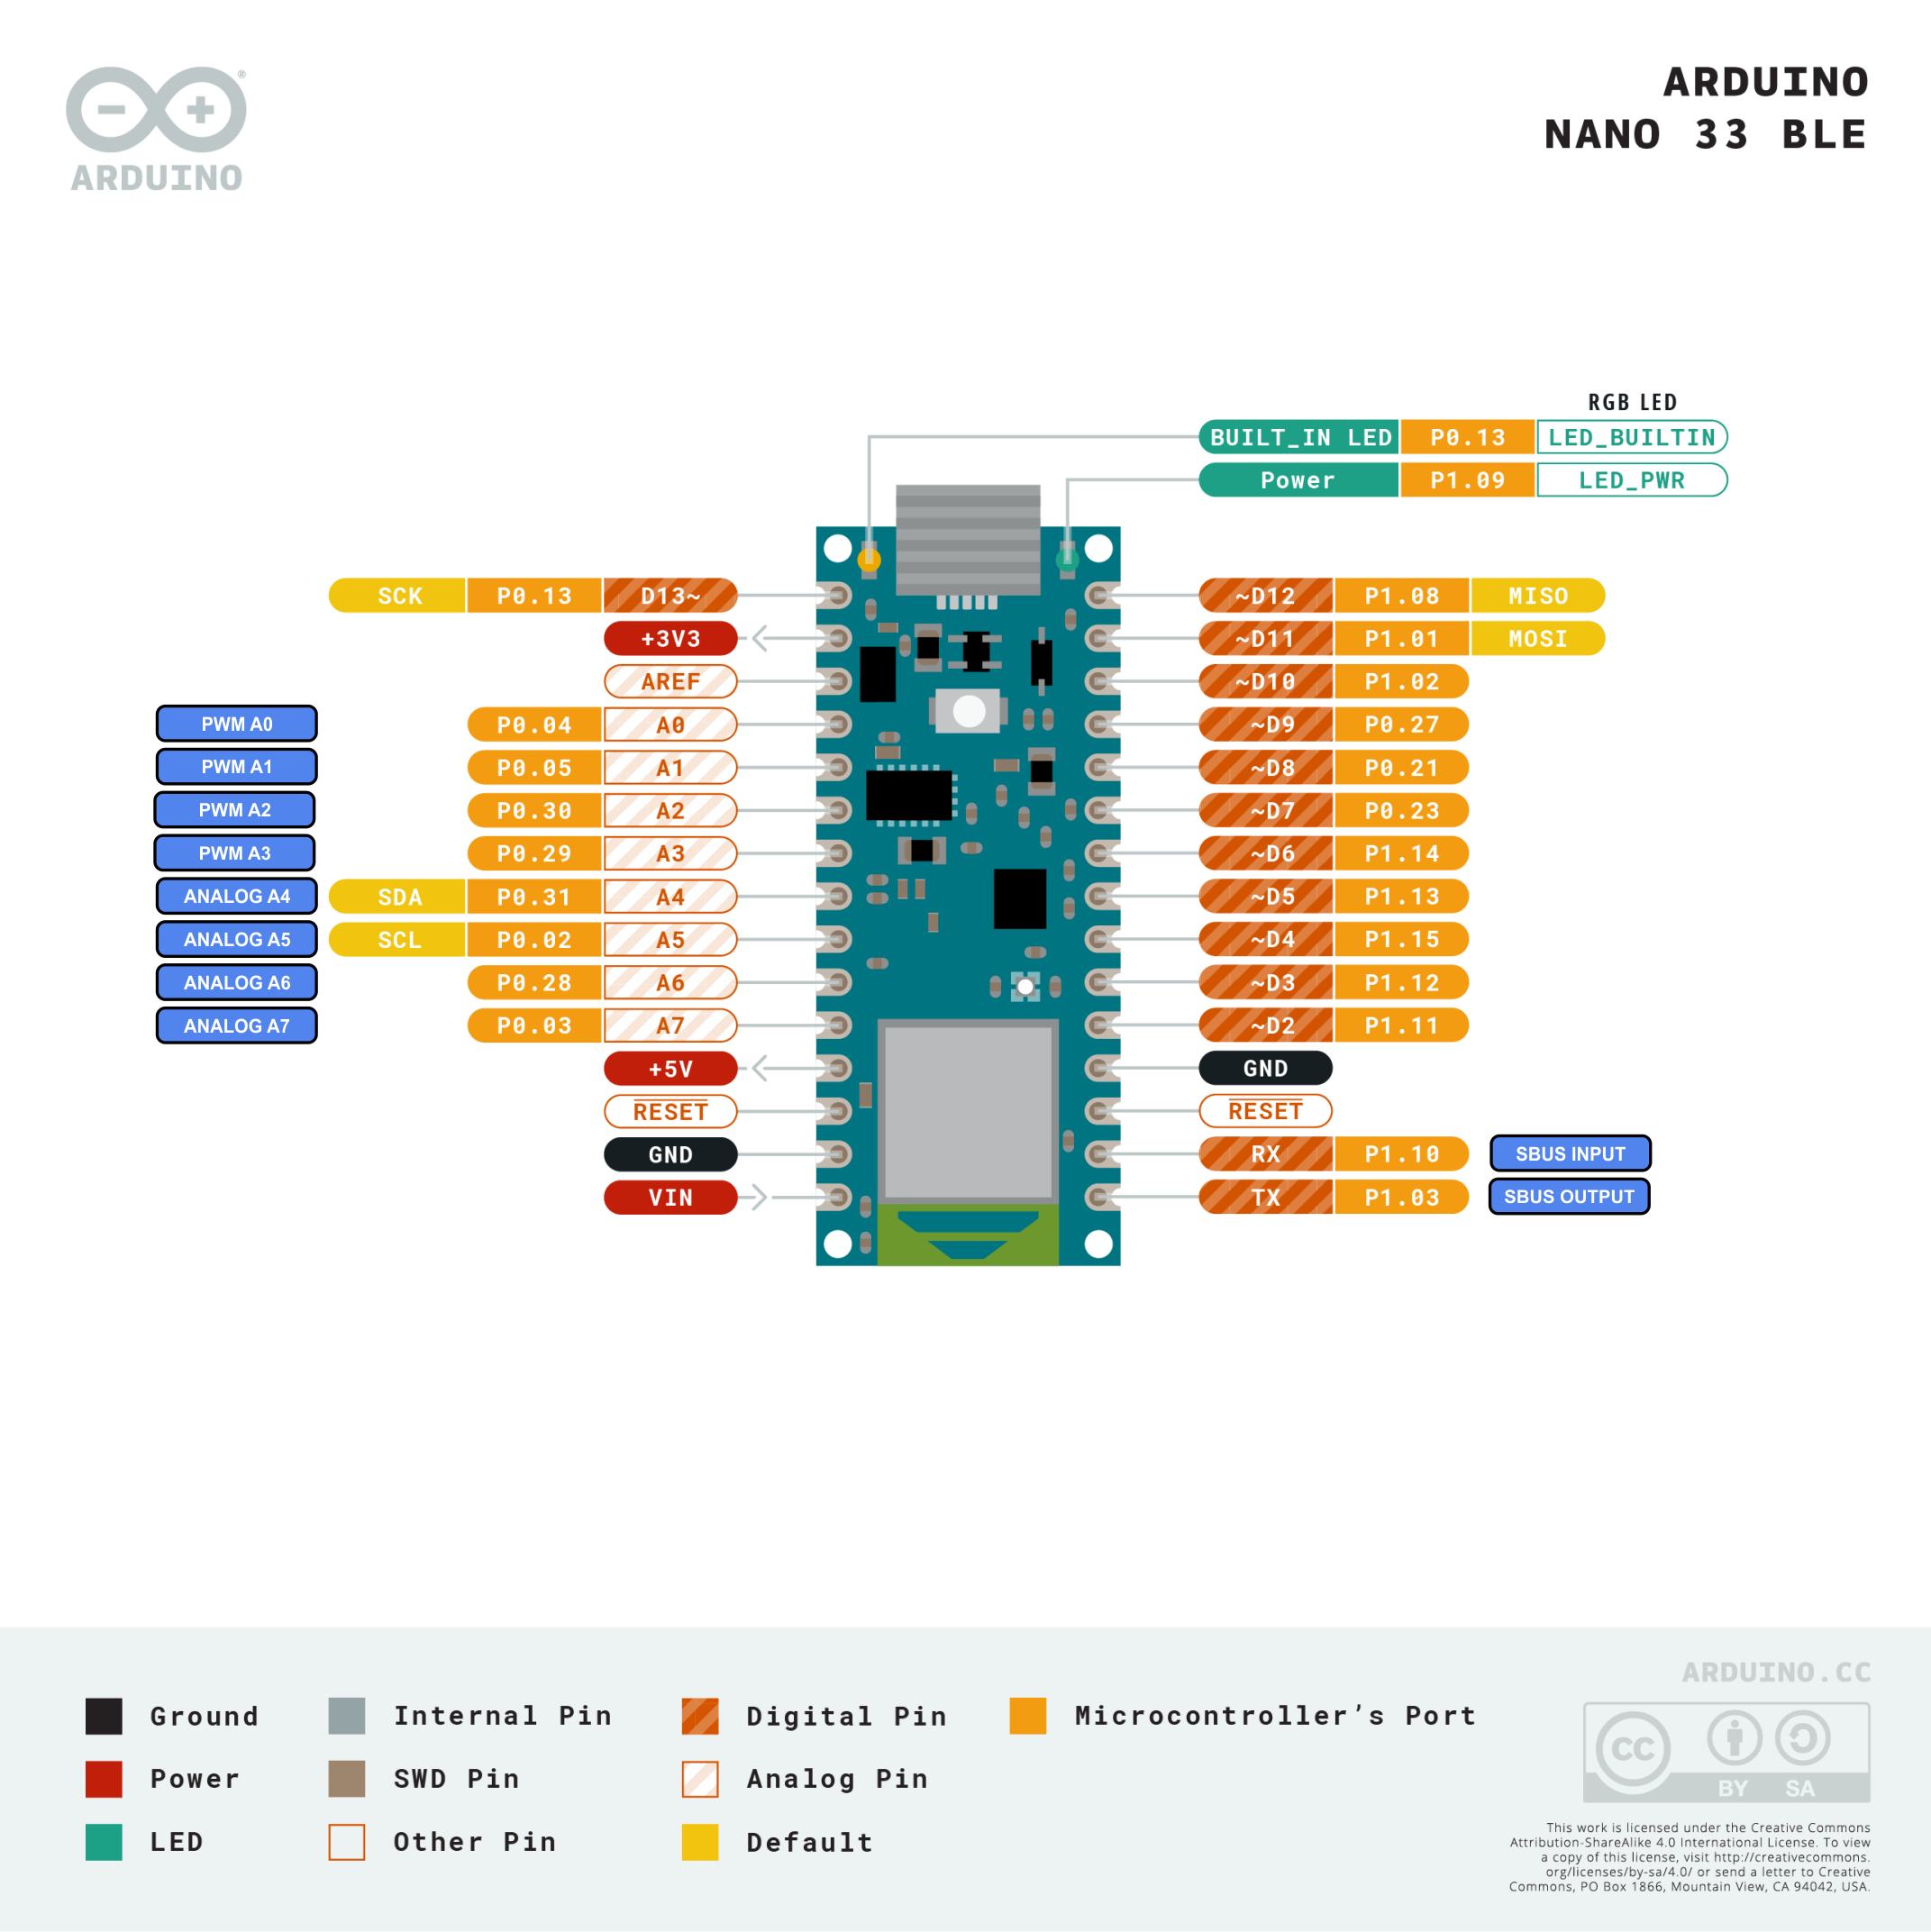 ARDUINO
NANO 33 BLE
®
ARDUINO
RGB LED
BUILT_IN LED P0.13 LED_BUILTIN
Power P1.09 LED_PWR
SCK P0.13 D13~
+3V3
AREF
PWM A0 P0.04 A0
PWM A1 P0.05 A1
PWM A2 P0.30 A2
PWM A3 P0.29 A3
ANALOG A4 SDA P0.31 A4
ANALOG A5 SCL P0.02 A5
ANALOG A6 P0.28 A6
ANALOG A7 P0.03 A7
+5V
RESET
GND
VIN
~D12 P1.08 MISO
~D11 P1.01 MOSI
~D10 P1.02
~D9 P0.27
~D8 P0.21
~D7 P0.23
~D6 P1.14
~D5 P1.13
~D4 P1.15
~D3 P1.12
~D2 P1.11
GND
RESET
RX P1.10 SBUS INPUT
TX P1.03 SBUS OUTPUT
Ground
Power
LED
Internal Pin
SWD Pin
Other Pin
Digital Pin
Analog Pin
Default
Microcontroller’s Port
ARDUINO.CC
CC
BY SA
This work is licensed under the Creative Commons
Attribution-ShareAlike 4.0 International License. To view
a copy of this license, visit http://creativecommons.
org/licenses/by-sa/4.0/ or send a letter to Creative
Commons, PO Box 1866, Mountain View, CA 94042, USA.